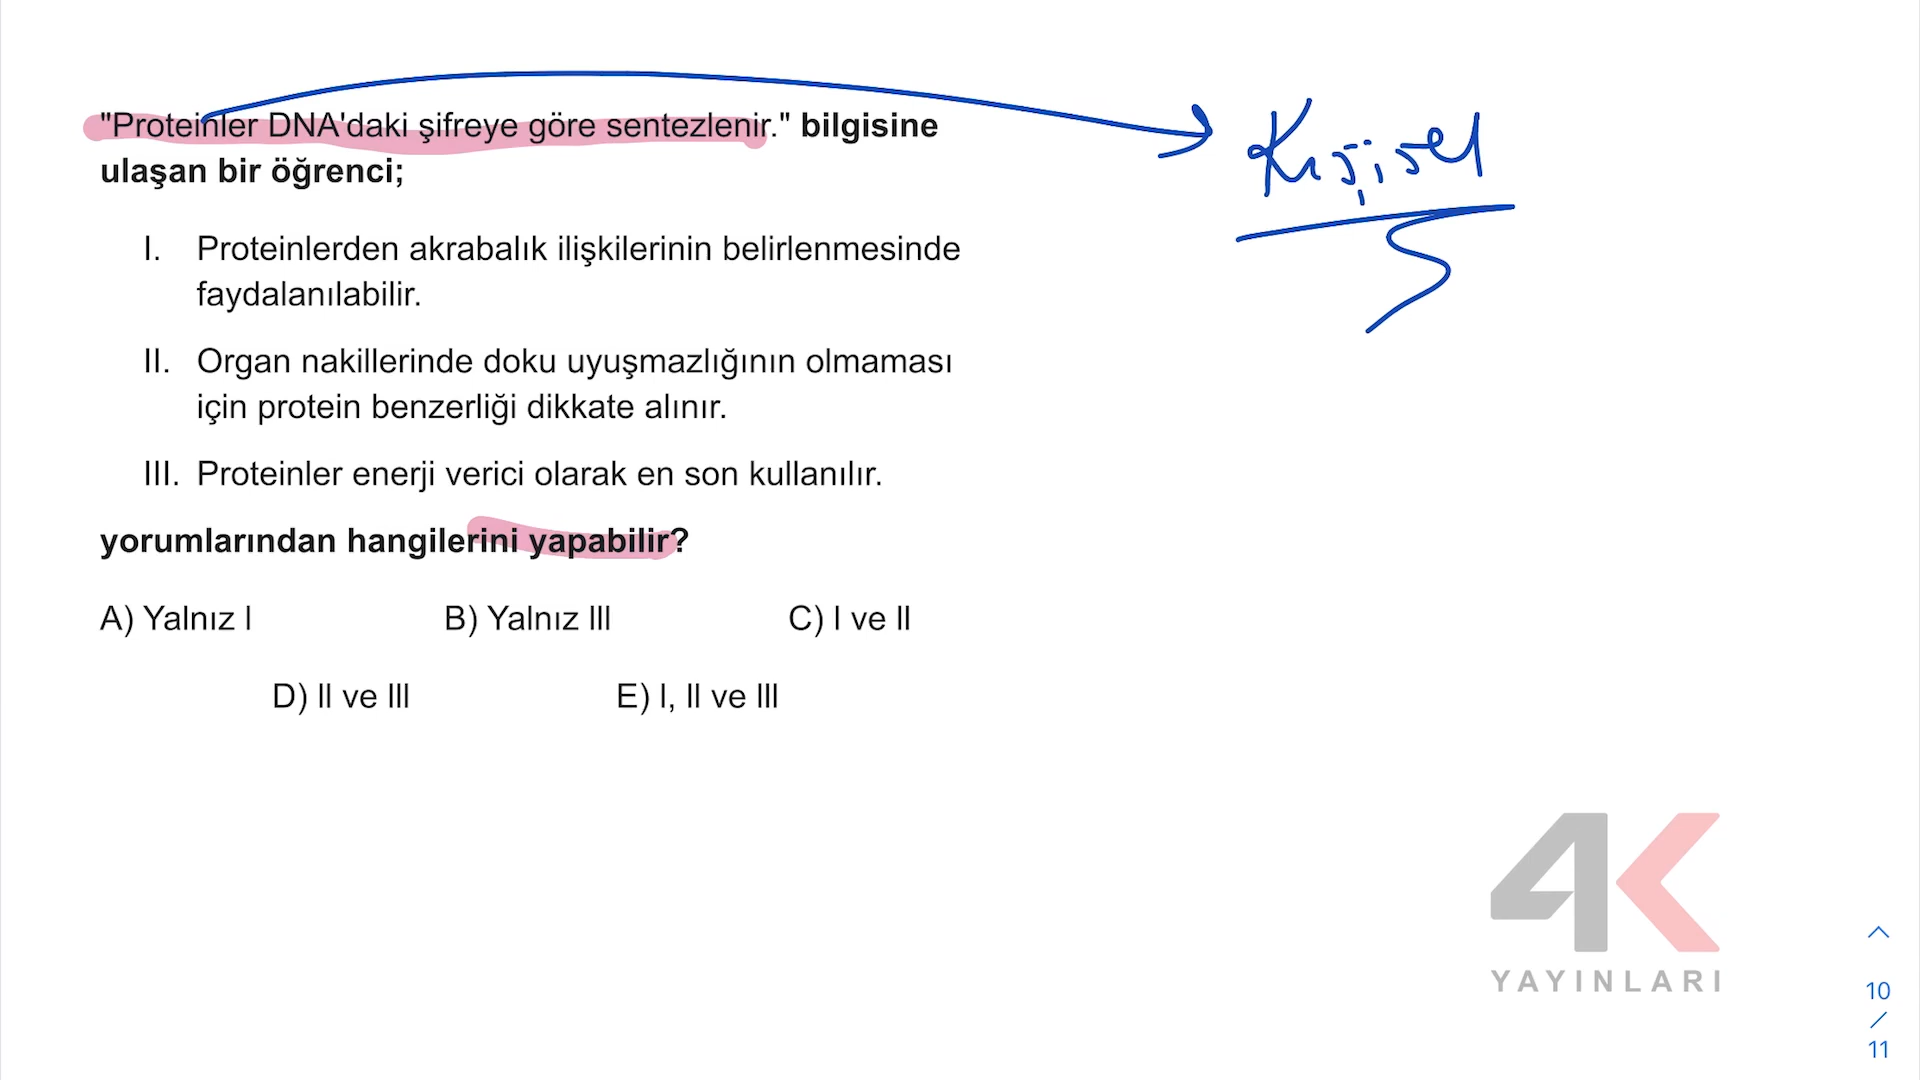 "Proteinler DNA'daki şifreye göre sentezlenir." bilgisine
ulaşan bir öğrenci;
Kişisel
I. Proteinlerden akrabalık ilişkilerinin belirlenmesinde
faydalanılabilir.
II. Organ nakillerinde doku uyuşmazlığının olmaması
için protein benzerliği dikkate alınır.
III. Proteinler enerji verici olarak en son kullanılır.
yorumlarından hangilerini yapabilir?
A) Yalnız I B) Yalnız III C) I ve II
D) II ve III E) I, II ve III
4K
YAYINLARI
10
/
11